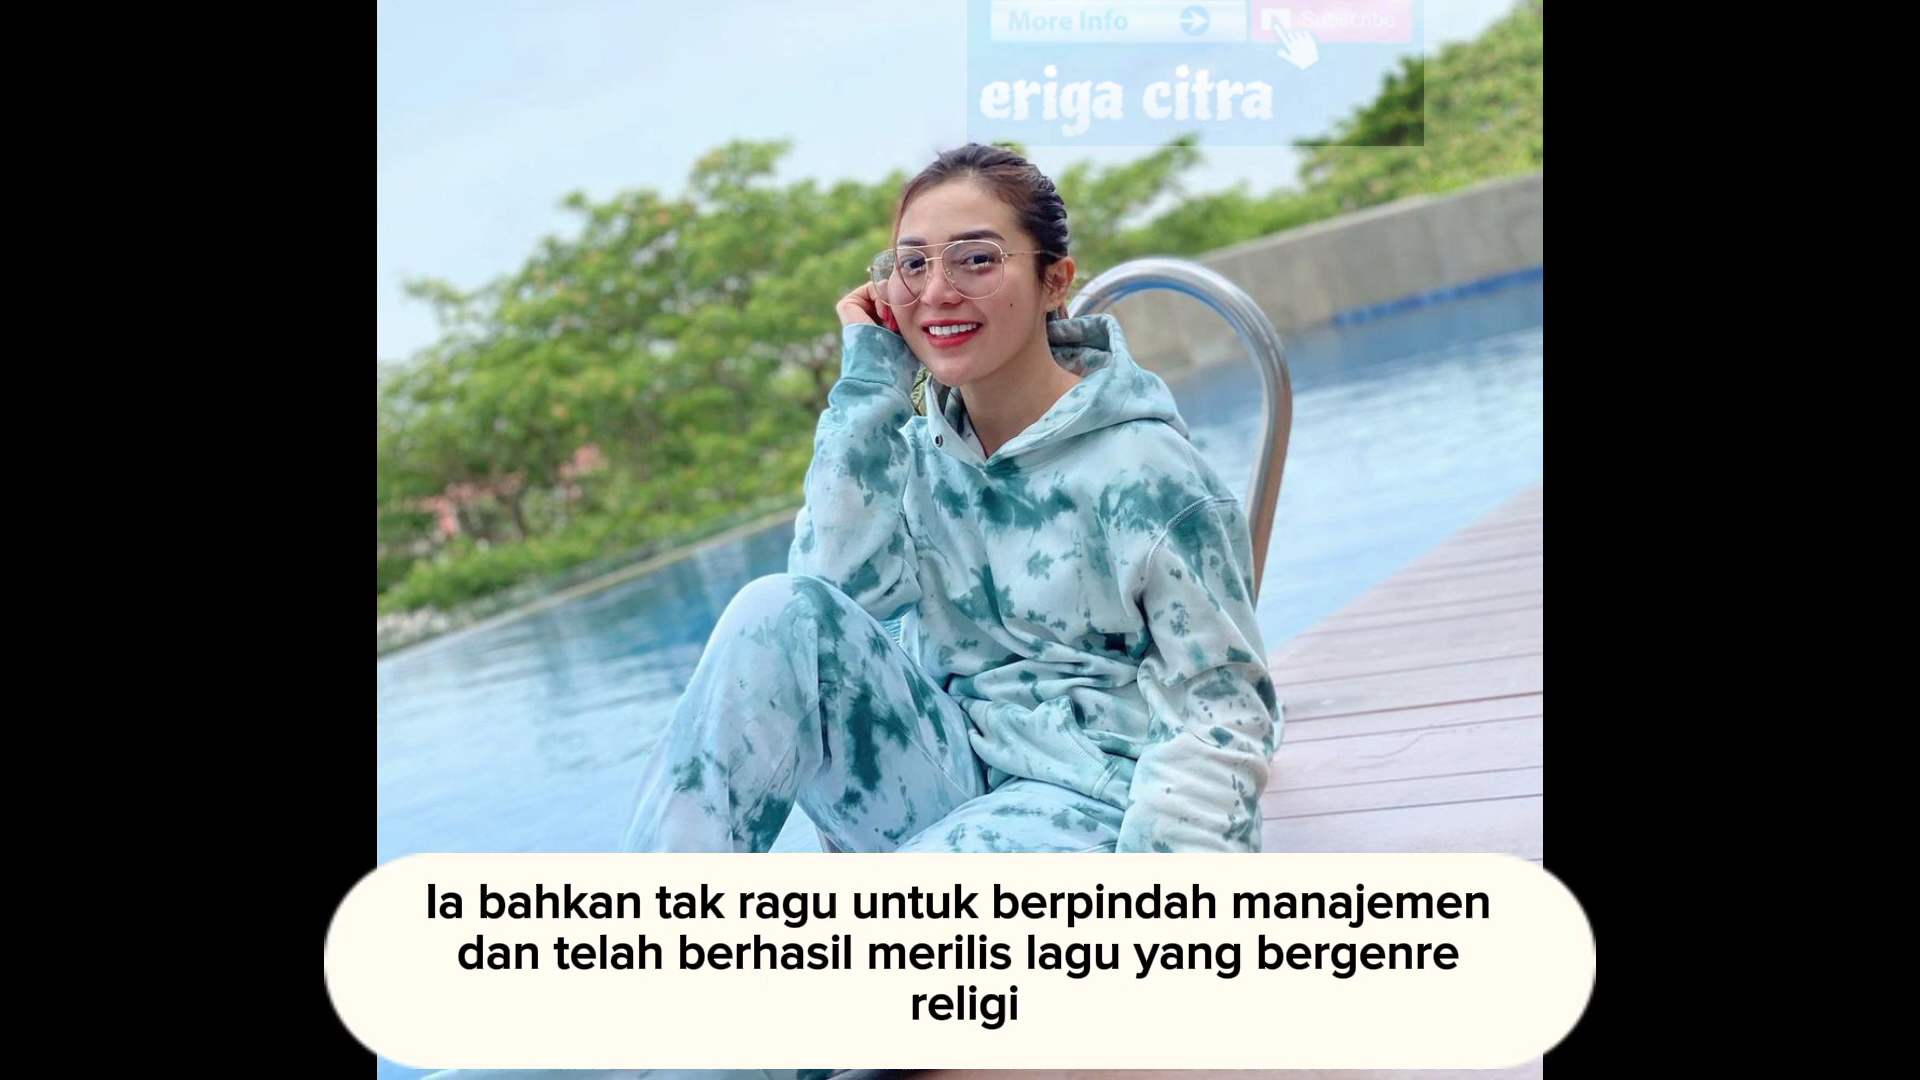 More Info
Subscribe
eriga citra
Ia bahkan tak ragu untuk berpindah manajemen
dan telah berhasil merilis lagu yang bergenre
religi